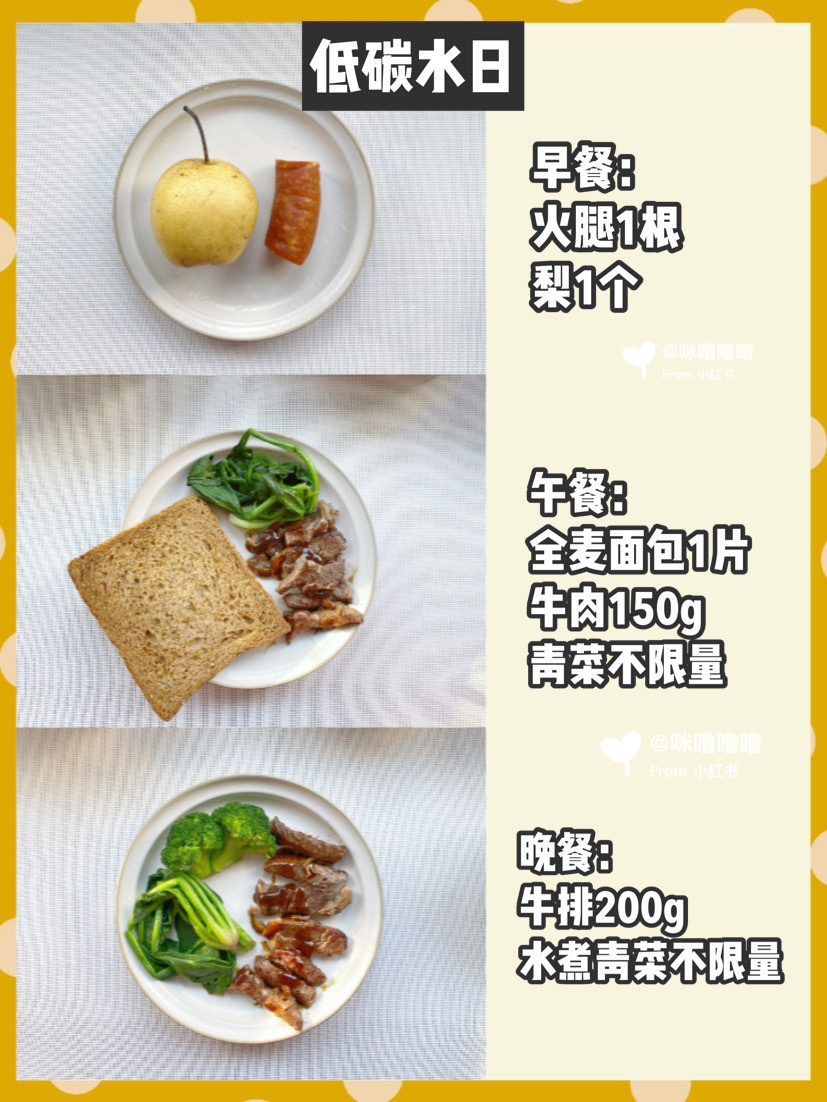 低碳水日
早餐：
火腿1根
梨1个
@咪噜噜噜
From 小红书
午餐：
全麦面包1片
牛肉150g
青菜不限量
@咪噜噜噜
From 小红书
晚餐：
牛排200g
水煮青菜不限量